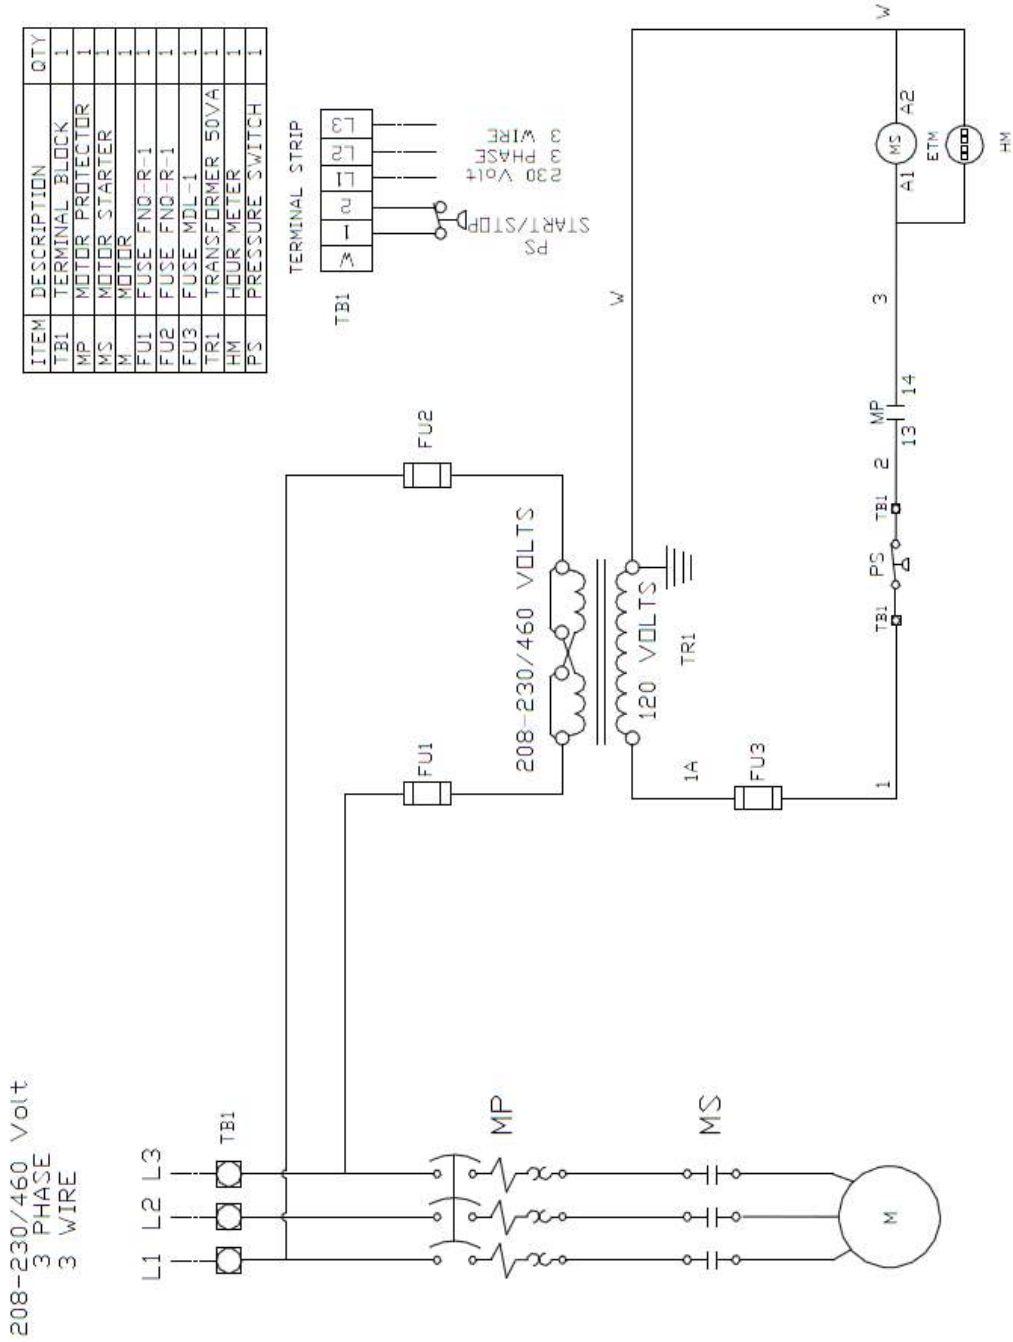 208-230/460 Volt
3 PHASE
3 WIRE
L1 L2 L3
TB1
MP
MS
M
FU1
FU2
208-230/460 VOLTS
120 VOLTS
TR1
1A
FU3
W
1
TB1
PS
TB1
2
MP
13 14
3
A1 MS A2
ETM
HM
W
ITEM DESCRIPTION QTY
TB1 TERMINAL BLOCK 1
MP MOTOR PROTECTOR 1
MS MOTOR STARTER 1
M MOTOR 1
FU1 FUSE FNQ-R-1 1
FU2 FUSE FNQ-R-1 1
FU3 FUSE MDL-1 1
TR1 TRANSFORMER 50VA 1
HM HOUR METER 1
PS PRESSURE SWITCH 1
TERMINAL STRIP
TB1
W 1 2 L1 L2 L3
PS
START/STOP
230 Volt
3 PHASE
3 WIRE